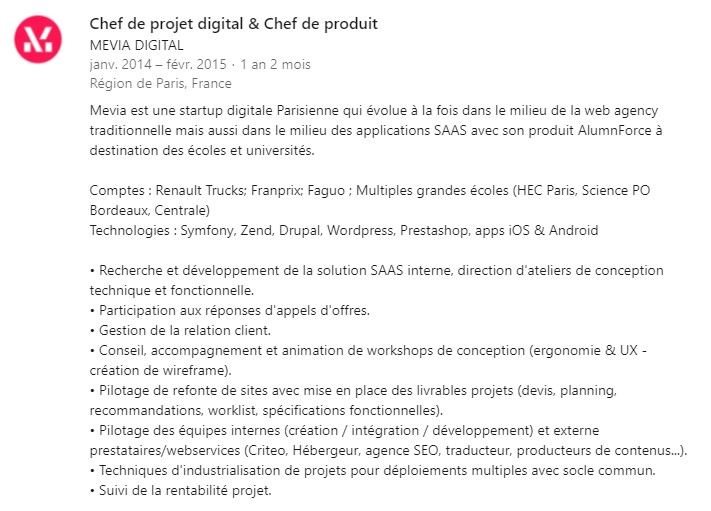 Chef de projet digital & Chef de produit
MEVIA DIGITAL
janv. 2014 – févr. 2015 · 1 an 2 mois
Région de Paris, France
Mevia est une startup digitale Parisienne qui évolue à la fois dans le milieu de la web agency
traditionnelle mais aussi dans le milieu des applications SAAS avec son produit AlumnForce à
destination des écoles et universités.
Comptes : Renault Trucks; Franprix; Faguo ; Multiples grandes écoles (HEC Paris, Science PO
Bordeaux, Centrale)
Technologies : Symfony, Zend, Drupal, Wordpress, Prestashop, apps iOS & Android
• Recherche et développement de la solution SAAS interne, direction d'ateliers de conception
technique et fonctionnelle.
• Participation aux réponses d'appels d'offres.
• Gestion de la relation client.
• Conseil, accompagnement et animation de workshops de conception (ergonomie & UX -
création de wireframe).
• Pilotage de refonte de sites avec mise en place des livrables projets (devis, planning,
recommandations, worklist, spécifications fonctionnelles).
• Pilotage des équipes internes (création / intégration / développement) et externe
prestataires/webservices (Criteo, Hébergeur, agence SEO, traducteur, producteurs de contenus...).
• Techniques d'industrialisation de projets pour déploiements multiples avec socle commun.
• Suivi de la rentabilité projet.